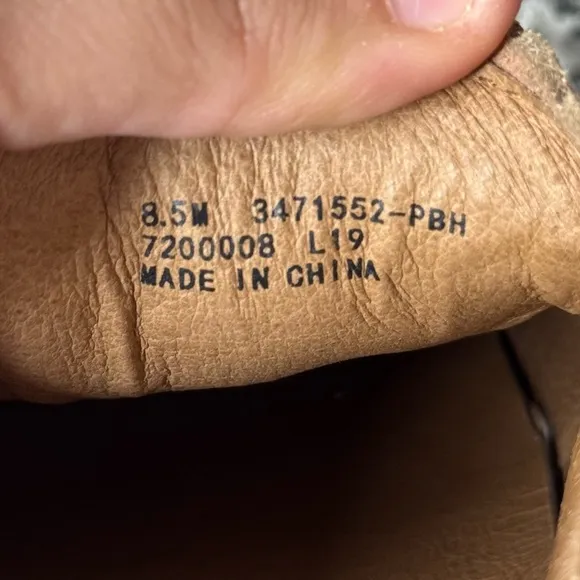 8.5M 3471552-PBH
7200008 L19
MADE IN CHINA